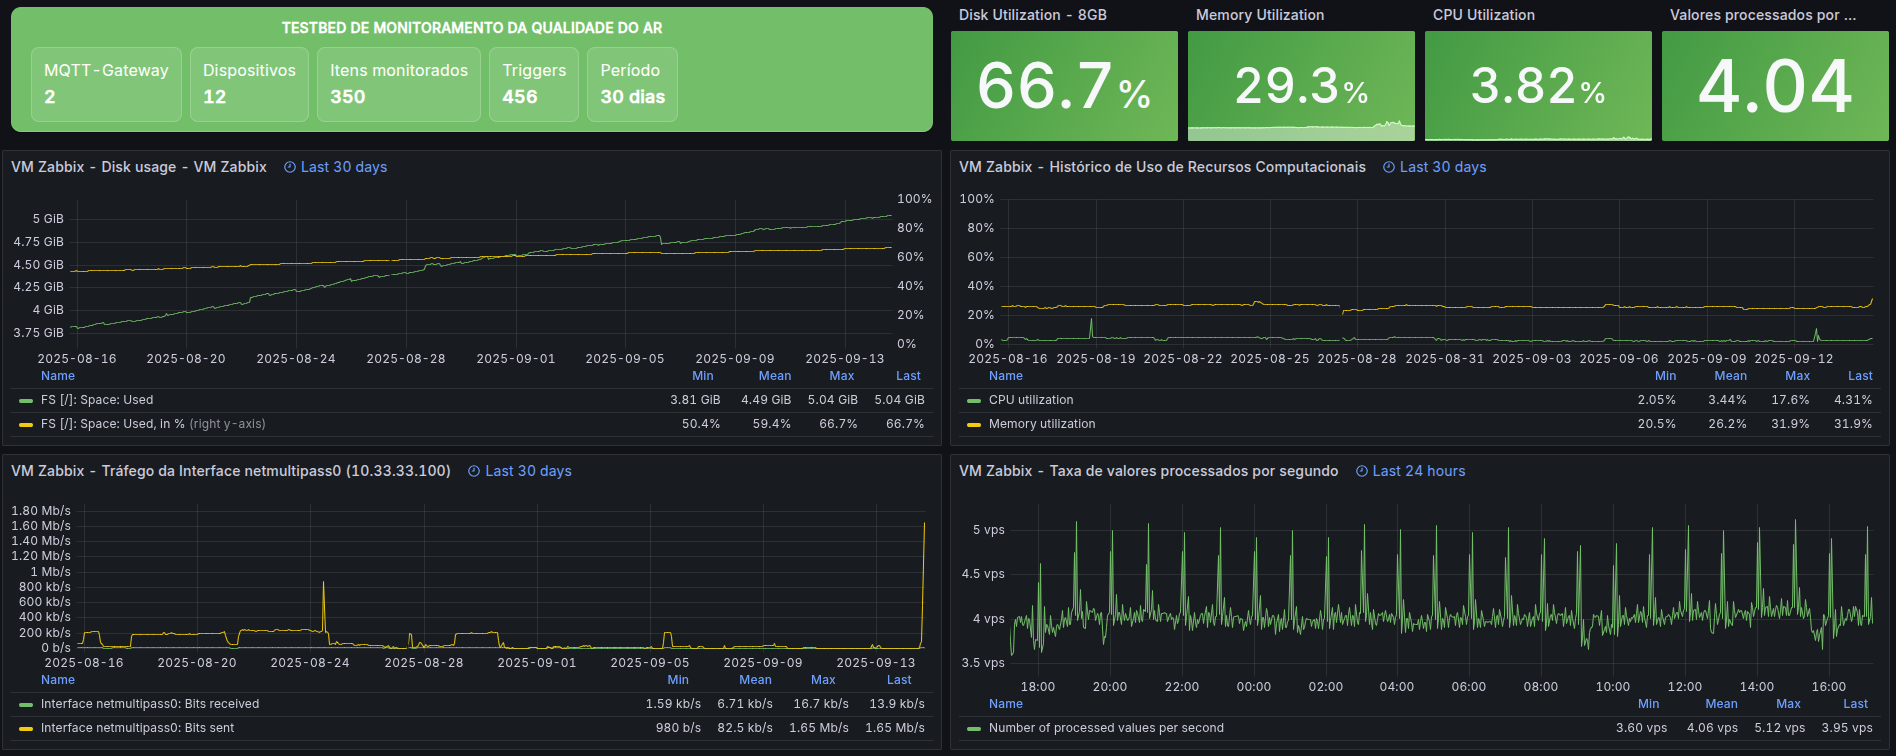 TESTBED DE MONITORAMENTO DA QUALIDADE DO AR
MQTT-Gateway
2
Dispositivos
12
Itens monitorados
350
Triggers
456
Período
30 dias
Disk Utilization - 8GB
66.7%
Memory Utilization
29.3%
CPU Utilization
3.82%
Valores processados por ...
4.04
VM Zabbix - Disk usage - VM Zabbix Last 30 days
100%
5 GiB 80%
4.75 GiB
4.50 GiB 60%
4.25 GiB 40%
4 GiB 20%
3.75 GiB
0%
2025-08-16 2025-08-20 2025-08-24 2025-08-28 2025-09-01 2025-09-05 2025-09-09 2025-09-13
Name Min Mean Max Last
FS [/]: Space: Used 3.81 GiB 4.49 GiB 5.04 GiB 5.04 GiB
FS [/]: Space: Used, in % (right y-axis) 50.4% 59.4% 66.7% 66.7%
VM Zabbix - Histórico de Uso de Recursos Computacionais Last 30 days
100%
80%
60%
40%
20%
0%
2025-08-16 2025-08-19 2025-08-22 2025-08-25 2025-08-28 2025-08-31 2025-09-03 2025-09-06 2025-09-09 2025-09-12
Name Min Mean Max Last
CPU utilization 2.05% 3.44% 17.6% 4.31%
Memory utilization 20.5% 26.2% 31.9% 31.9%
VM Zabbix - Tráfego da Interface netmultipass0 (10.33.33.100) Last 30 days
1.80 Mb/s
1.60 Mb/s
1.40 Mb/s
1.20 Mb/s
1 Mb/s
800 kb/s
600 kb/s
400 kb/s
200 kb/s
0 b/s
2025-08-16 2025-08-20 2025-08-24 2025-08-28 2025-09-01 2025-09-05 2025-09-09 2025-09-13
Name Min Mean Max Last
Interface netmultipass0: Bits received 1.59 kb/s 6.71 kb/s 16.7 kb/s 13.9 kb/s
Interface netmultipass0: Bits sent 980 b/s 82.5 kb/s 1.65 Mb/s 1.65 Mb/s
VM Zabbix - Taxa de valores processados por segundo Last 24 hours
5 vps
4.5 vps
4 vps
3.5 vps
18:00 20:00 22:00 00:00 02:00 04:00 06:00 08:00 10:00 12:00 14:00 16:00
Name Min Mean Max Last
Number of processed values per second 3.60 vps 4.06 vps 5.12 vps 3.95 vps